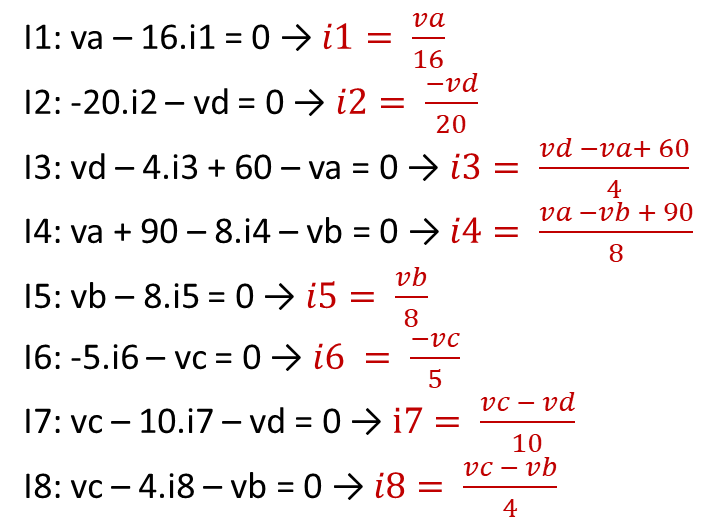 I1: va – 16.i1 = 0 → i1 = va/16
I2: -20.i2 – vd = 0 → i2 = -vd/20
I3: vd – 4.i3 + 60 – va = 0 → i3 = (vd -va+ 60)/4
I4: va + 90 – 8.i4 – vb = 0 → i4 = (va -vb + 90)/8
I5: vb – 8.i5 = 0 → i5 = vb/8
I6: -5.i6 – vc = 0 → i6 = -vc/5
I7: vc – 10.i7 – vd = 0 → i7 = (vc - vd)/10
I8: vc – 4.i8 – vb = 0 → i8 = (vc - vb)/4